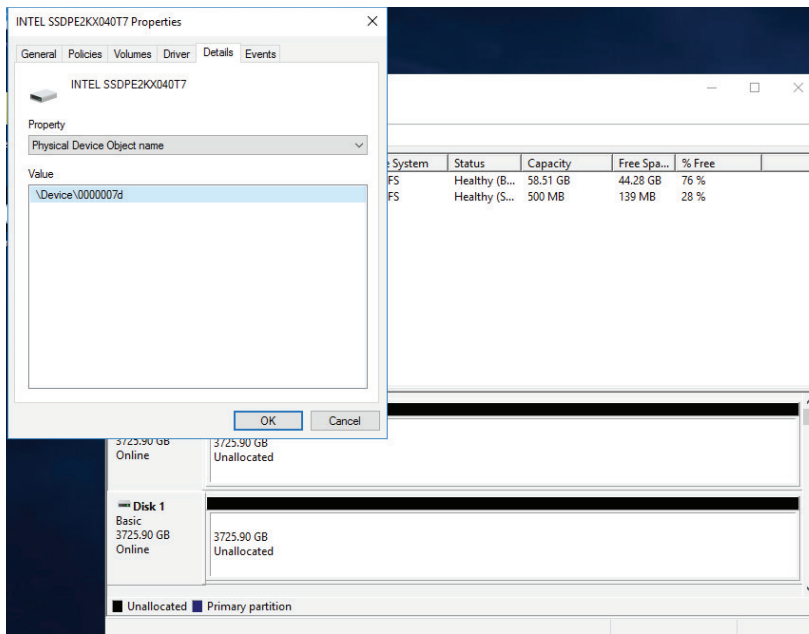 INTEL SSDPE2KX040T7 Properties
General Policies Volumes Driver Details Events
INTEL SSDPE2KX040T7
Property
Physical Device Object name
Value
\Device\0000007d
OK Cancel
System Status Capacity Free Spa... % Free
FS Healthy (B... 58.51 GB 44.28 GB 76 %
FS Healthy (S... 500 MB 139 MB 28 %
3725.90 GB 3725.90 GB
Online Unallocated
Disk 1
Basic
3725.90 GB 3725.90 GB
Online Unallocated
Unallocated Primary partition